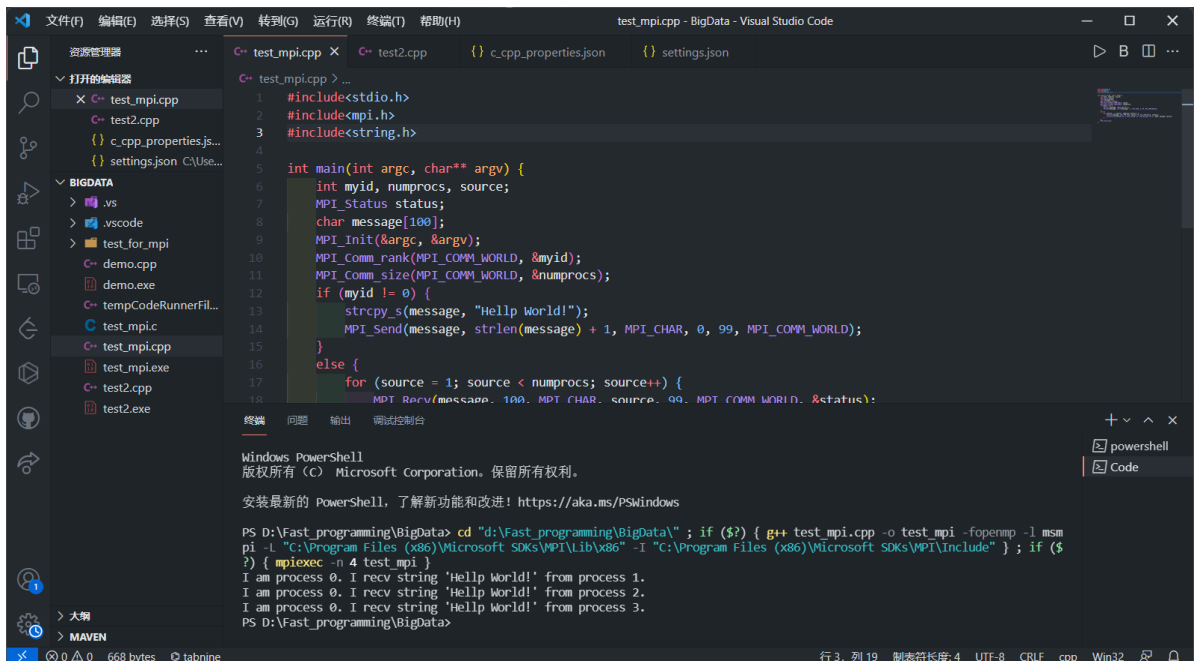 文件(F) 编辑(E) 选择(S) 查看(V) 转到(G) 运行(R) 终端(T) 帮助(H) test_mpi.cpp - BigData - Visual Studio Code
资源管理器 ···
打开的编辑器
test_mpi.cpp
test2.cpp
{} c_cpp_properties.js...
{} settings.json C:\Use...
BIGDATA
.vs
.vscode
test_for_mpi
demo.cpp
demo.exe
tempCodeRunnerFil...
test_mpi.c
test_mpi.cpp
test_mpi.exe
test2.cpp
test2.exe
大纲
MAVEN
test_mpi.cpp test2.cpp {} c_cpp_properties.json {} settings.json
test_mpi.cpp > ...
1 #include<stdio.h>
2 #include<mpi.h>
3 #include<string.h>
4
5 int main(int argc, char** argv) {
6 int myid, numprocs, source;
7 MPI_Status status;
8 char message[100];
9 MPI_Init(&argc, &argv);
10 MPI_Comm_rank(MPI_COMM_WORLD, &myid);
11 MPI_Comm_size(MPI_COMM_WORLD, &numprocs);
12 if (myid != 0) {
13 strcpy_s(message, "Hellp World!");
14 MPI_Send(message, strlen(message) + 1, MPI_CHAR, 0, 99, MPI_COMM_WORLD);
15 }
16 else {
17 for (source = 1; source < numprocs; source++) {
18 MPI_Recv(message, 100, MPI_CHAR, source, 99, MPI_COMM_WORLD, &status);
终端 问题 输出 调试控制台
powershell
Code
Windows PowerShell
版权所有 (C) Microsoft Corporation。保留所有权利。
安装最新的 PowerShell，了解新功能和改进！https://aka.ms/PSWindows
PS D:\Fast_programming\BigData> cd "d:\Fast_programming\BigData\" ; if ($?) { g++ test_mpi.cpp -o test_mpi -fopenmp -l msm
pi -L "C:\Program Files (x86)\Microsoft SDKs\MPI\Lib\x86" -I "C:\Program Files (x86)\Microsoft SDKs\MPI\Include" } ; if ($
?) { mpiexec -n 4 test_mpi }
I am process 0. I recv string 'Hellp World!' from process 1.
I am process 0. I recv string 'Hellp World!' from process 2.
I am process 0. I recv string 'Hellp World!' from process 3.
PS D:\Fast_programming\BigData>
0 0 668 bytes tabnine 行 3，列 19 制表符长度: 4 UTF-8 CRLF cpp Win32